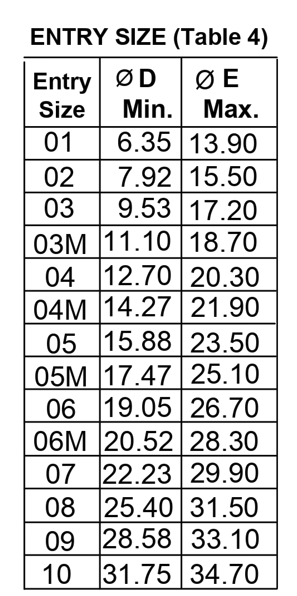 ENTRY SIZE (Table 4)
Entry Size ∅ D Min. ∅ E Max.
01 6.35 13.90
02 7.92 15.50
03 9.53 17.20
03M 11.10 18.70
04 12.70 20.30
04M 14.27 21.90
05 15.88 23.50
05M 17.47 25.10
06 19.05 26.70
06M 20.52 28.30
07 22.23 29.90
08 25.40 31.50
09 28.58 33.10
10 31.75 34.70